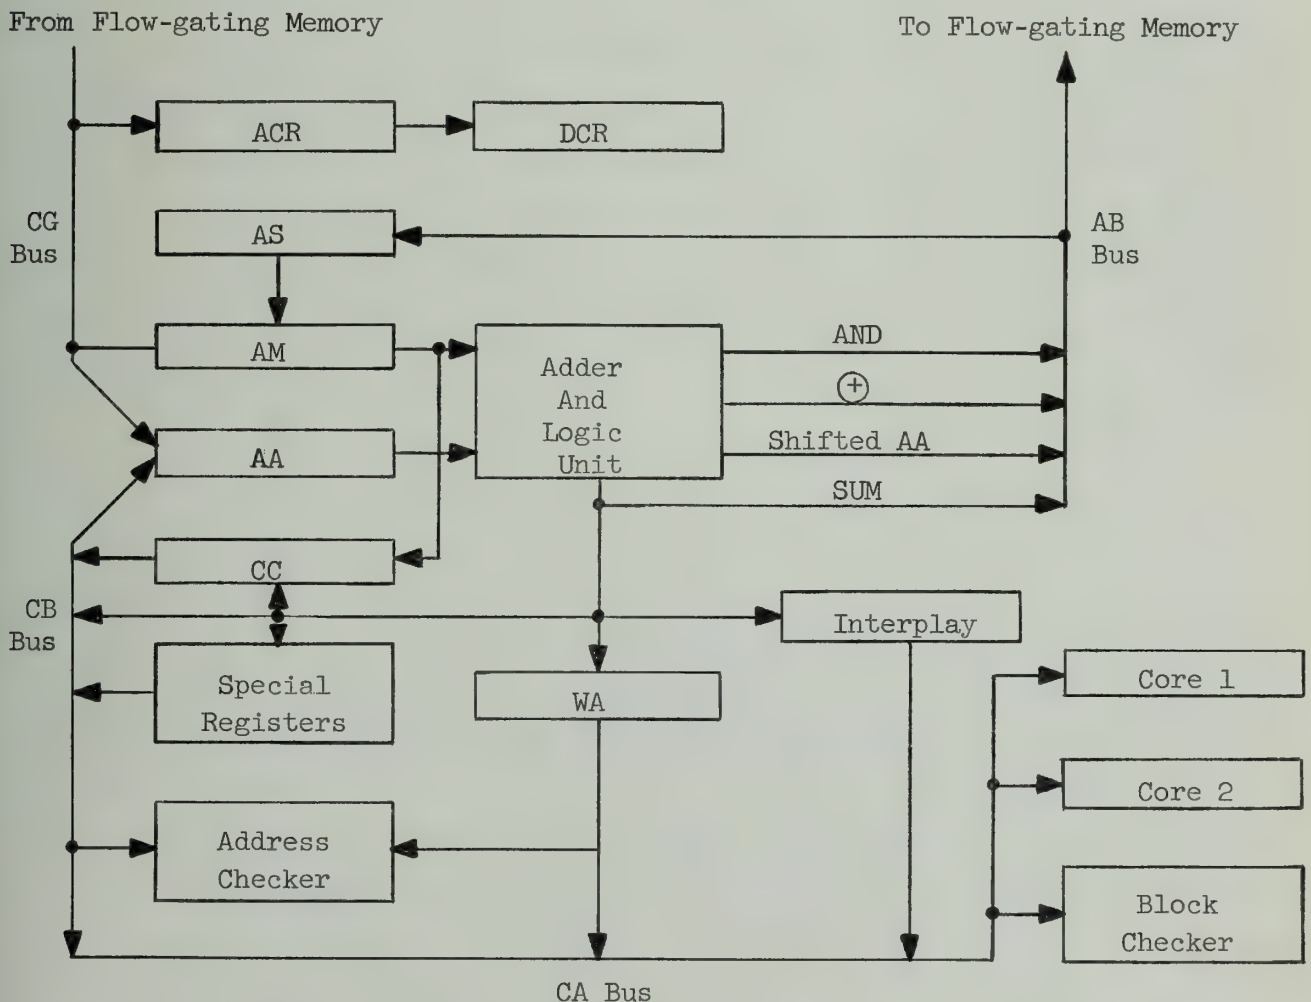 From Flow-gating Memory
To Flow-gating Memory
ACR
DCR
CG
Bus
AS
AB
Bus
AM
Adder
And
Logic
Unit
AND
+
AA
Shifted AA
SUM
CC
CB
Bus
Interplay
Special
Registers
WA
Core 1
Core 2
Address
Checker
Block
Checker
CA Bus